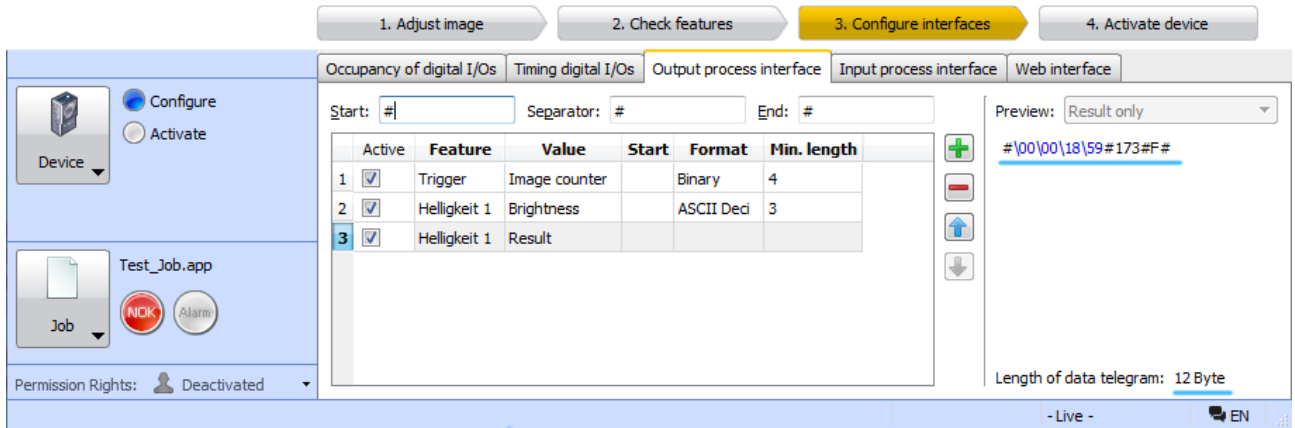 1. Adjust image 2. Check features 3. Configure interfaces 4. Activate device
Occupancy of digital I/Os Timing digital I/Os Output process interface Input process interface Web interface
Configure
Activate
Device
Start: # Separator: # End: #
Preview: Result only
Active Feature Value Start Format Min. length
1 Trigger Image counter Binary 4
2 Helligkeit 1 Brightness ASCII Deci 3
3 Helligkeit 1 Result
#\00\00\18\59#173#F#
Test_Job.app
NOK Alarm
Job
Permission Rights: Deactivated
Length of data telegram: 12 Byte
- Live - EN